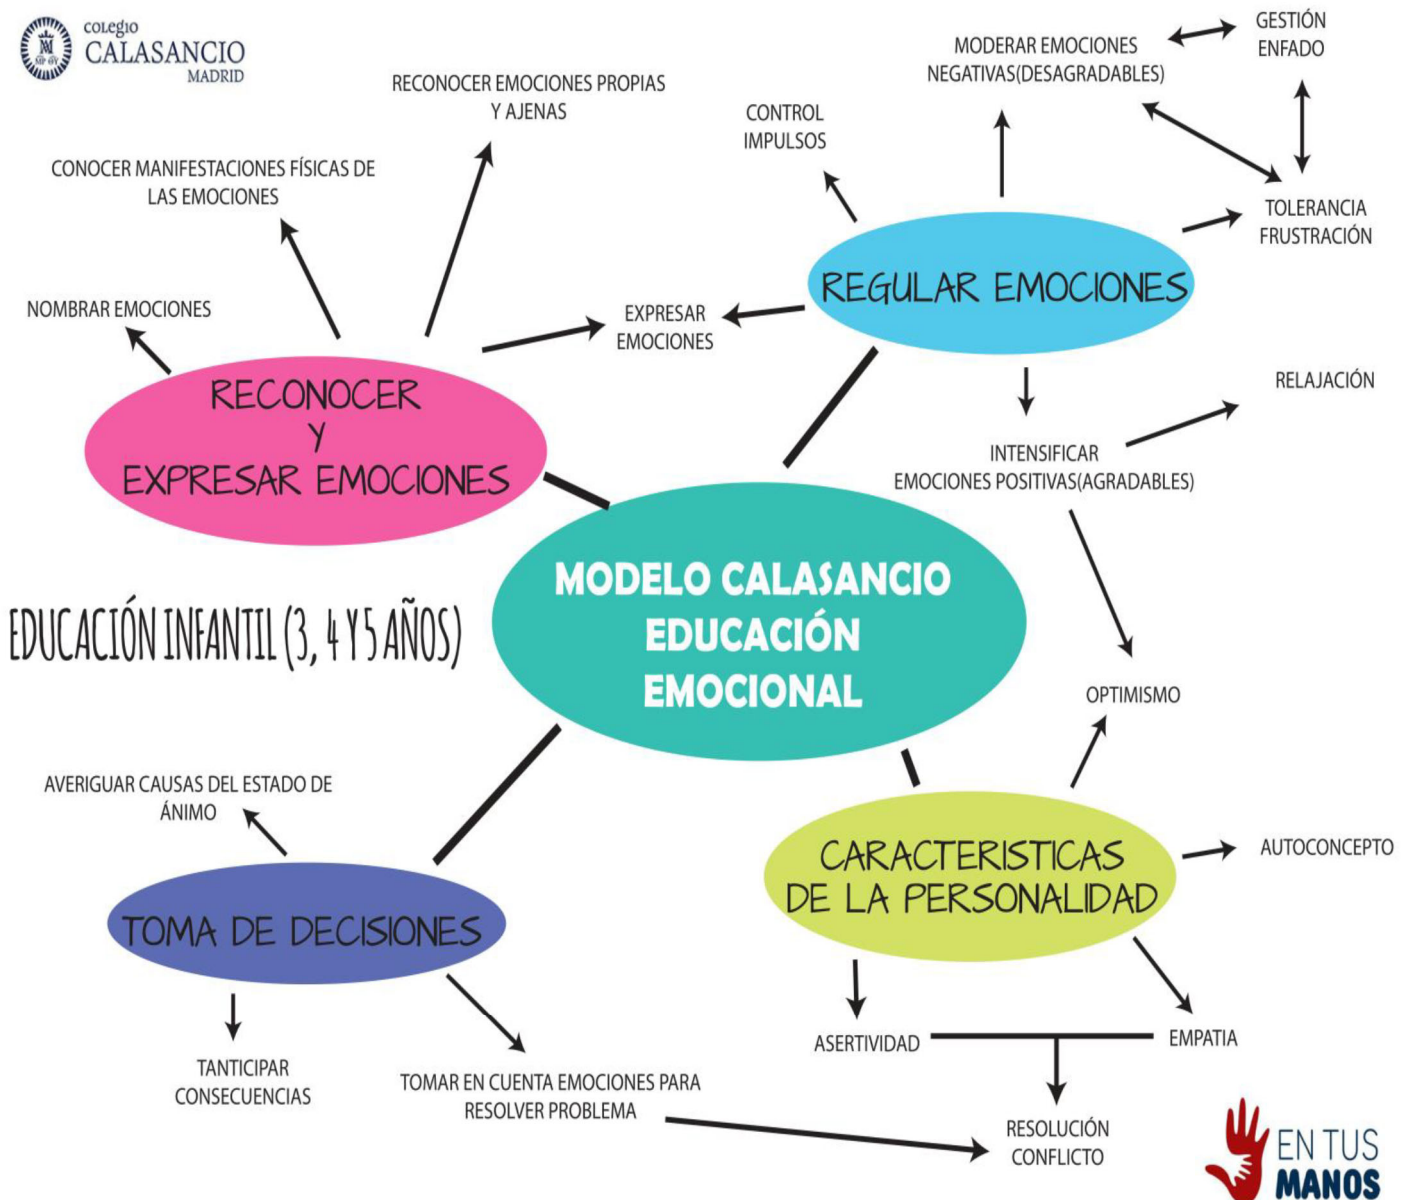 COLEGIO
CALASANCIO
MADRID
RECONOCER EMOCIONES PROPIAS
Y AJENAS
CONOCER MANIFESTACIONES FÍSICAS DE
LAS EMOCIONES
NOMBRAR EMOCIONES
RECONOCER
Y
EXPRESAR EMOCIONES
EXPRESAR
EMOCIONES
CONTROL
IMPULSOS
MODERAR EMOCIONES
NEGATIVAS(DESAGRADABLES)
GESTIÓN
ENFADO
TOLERANCIA
FRUSTRACIÓN
REGULAR EMOCIONES
RELAJACIÓN
INTENSIFICAR
EMOCIONES POSITIVAS(AGRADABLES)
MODELO CALASANCIO
EDUCACIÓN
EMOCIONAL
EDUCACIÓN INFANTIL (3, 4 Y 5 AÑOS)
OPTIMISMO
AVERIGUAR CAUSAS DEL ESTADO DE
ÁNIMO
TOMA DE DECISIONES
TANTICIPAR
CONSECUENCIAS
TOMAR EN CUENTA EMOCIONES PARA
RESOLVER PROBLEMA
CARACTERISTICAS
DE LA PERSONALIDAD
AUTOCONCEPTO
ASERTIVIDAD
EMPATIA
RESOLUCIÓN
CONFLICTO
EN TUS
MANOS